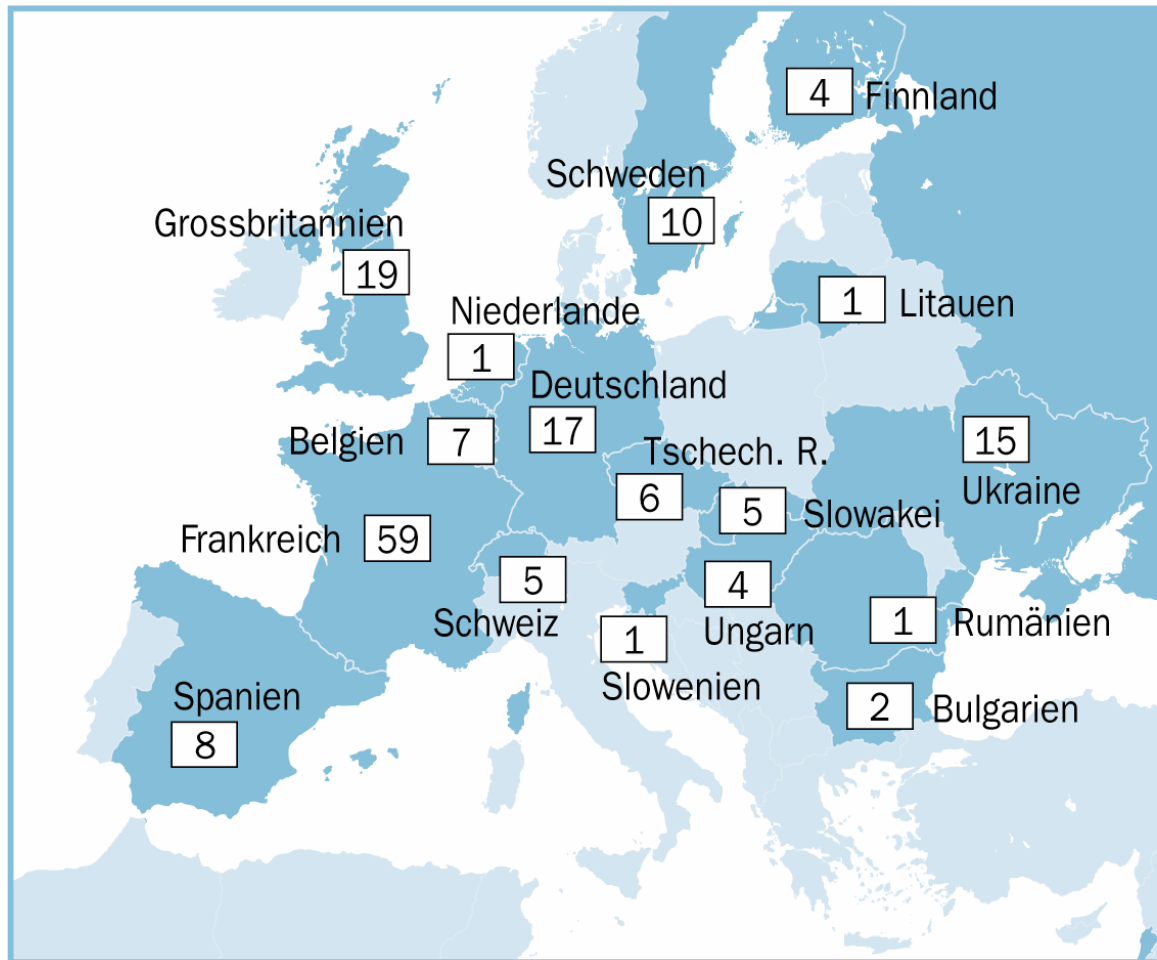 4 Finnland
Schweden
10
Grossbritannien
19
1 Litauen
Niederlande
1
Deutschland
17
Belgien 7
Tschech. R.
6
15
Ukraine
5 Slowakei
Frankreich 59
5
Schweiz
4
Ungarn
1
Slowenien
1 Rumänien
Spanien
8
2 Bulgarien